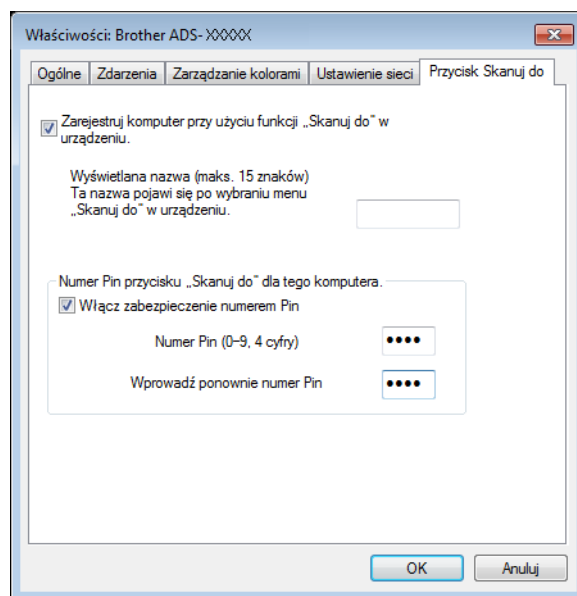 Właściwości: Brother ADS-XXXXX
Ogólne Zdarzenia Zarządzanie kolorami Ustawienie sieci Przycisk Skanuj do
Zarejestruj komputer przy użyciu funkcji „Skanuj do” w
urządzeniu.
Wyświetlana nazwa (maks. 15 znaków)
Ta nazwa pojawi się po wybraniu menu
„Skanuj do” w urządzeniu.
Numer Pin przycisku „Skanuj do” dla tego komputera.
Włącz zabezpieczenie numerem Pin
Numer Pin (0-9, 4 cyfry) ••••
Wprowadź ponownie numer Pin ••••
OK Anuluj